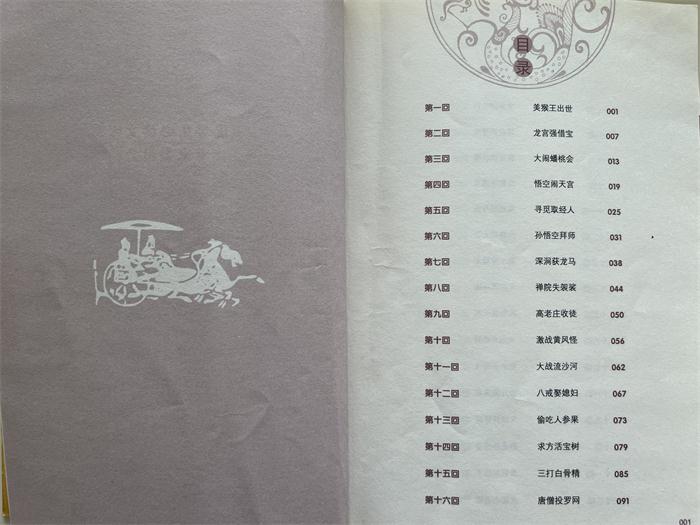 目录
第一回 美猴王出世 001
第二回 龙宫强借宝 007
第三回 大闹蟠桃会 013
第四回 悟空闹天宫 019
第五回 寻觅取经人 025
第六回 孙悟空拜师 031
第七回 深涧获龙马 038
第八回 禅院失袈裟 044
第九回 高老庄收徒 050
第十回 激战黄风怪 056
第十一回 大战流沙河 062
第十二回 八戒娶媳妇 067
第十三回 偷吃人参果 073
第十四回 求方活宝树 079
第十五回 三打白骨精 085
第十六回 唐僧投罗网 091
001